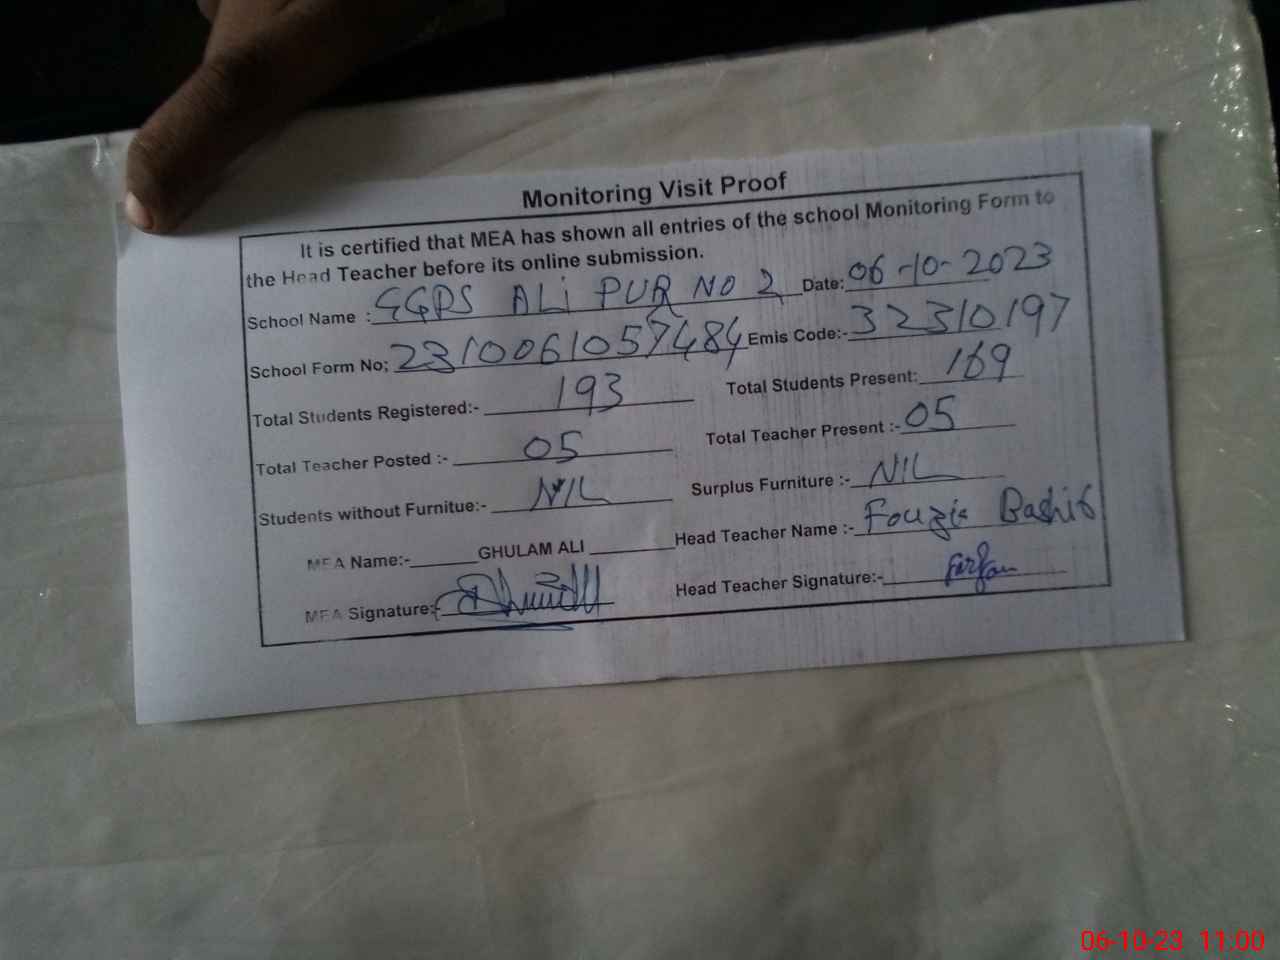 Monitoring Visit Proof
It is certified that MEA has shown all entries of the school Monitoring Form to
the Head Teacher before its online submission.
School Name : GGPS ALi PUR NO 2 Date: 06-10-2023
School Form No; 2310061057484 Emis Code:- 32310197
Total Students Registered:- 193 Total Students Present: 169
Total Teacher Posted :- 05 Total Teacher Present :- 05
Students without Furnitue:- NIL Surplus Furniture :- NIL
MEA Name:- GHULAM ALI Head Teacher Name :- Fouzia Bashir
MEA Signature:- Head Teacher Signature:-
06-10-23 11:00